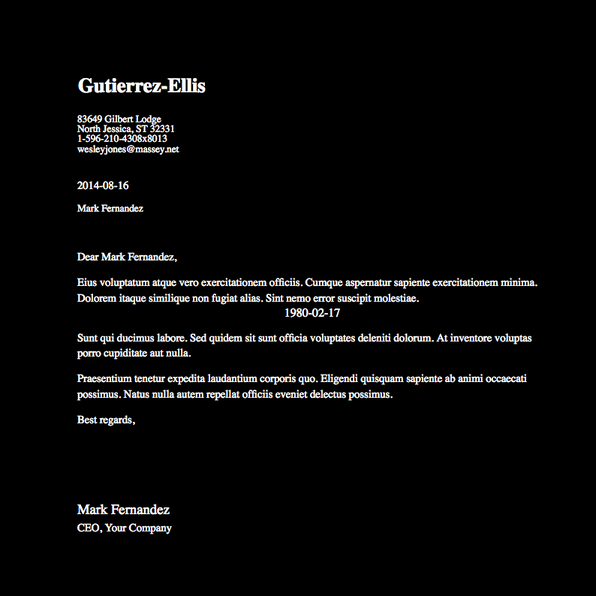 Gutierrez-Ellis
83649 Gilbert Lodge
North Jessica, ST 32331
1-596-210-4308x8013
wesleyjones@massey.net
2014-08-16
Mark Fernandez
Dear Mark Fernandez,
Eius voluptatum atque vero exercitationem officiis. Cumque aspernatur sapiente exercitationem minima.
Dolorem itaque similique non fugiat alias. Sint nemo error suscipit molestiae.
1980-02-17
Sunt qui ducimus labore. Sed quidem sit sunt officia voluptates deleniti dolorum. At inventore voluptas
porro cupiditate aut nulla.
Praesentium tenetur expedita laudantium corporis quo. Eligendi quisquam sapiente ab animi occaecati
possimus. Natus nulla autem repellat officiis eveniet delectus possimus.
Best regards,
Mark Fernandez
CEO, Your Company